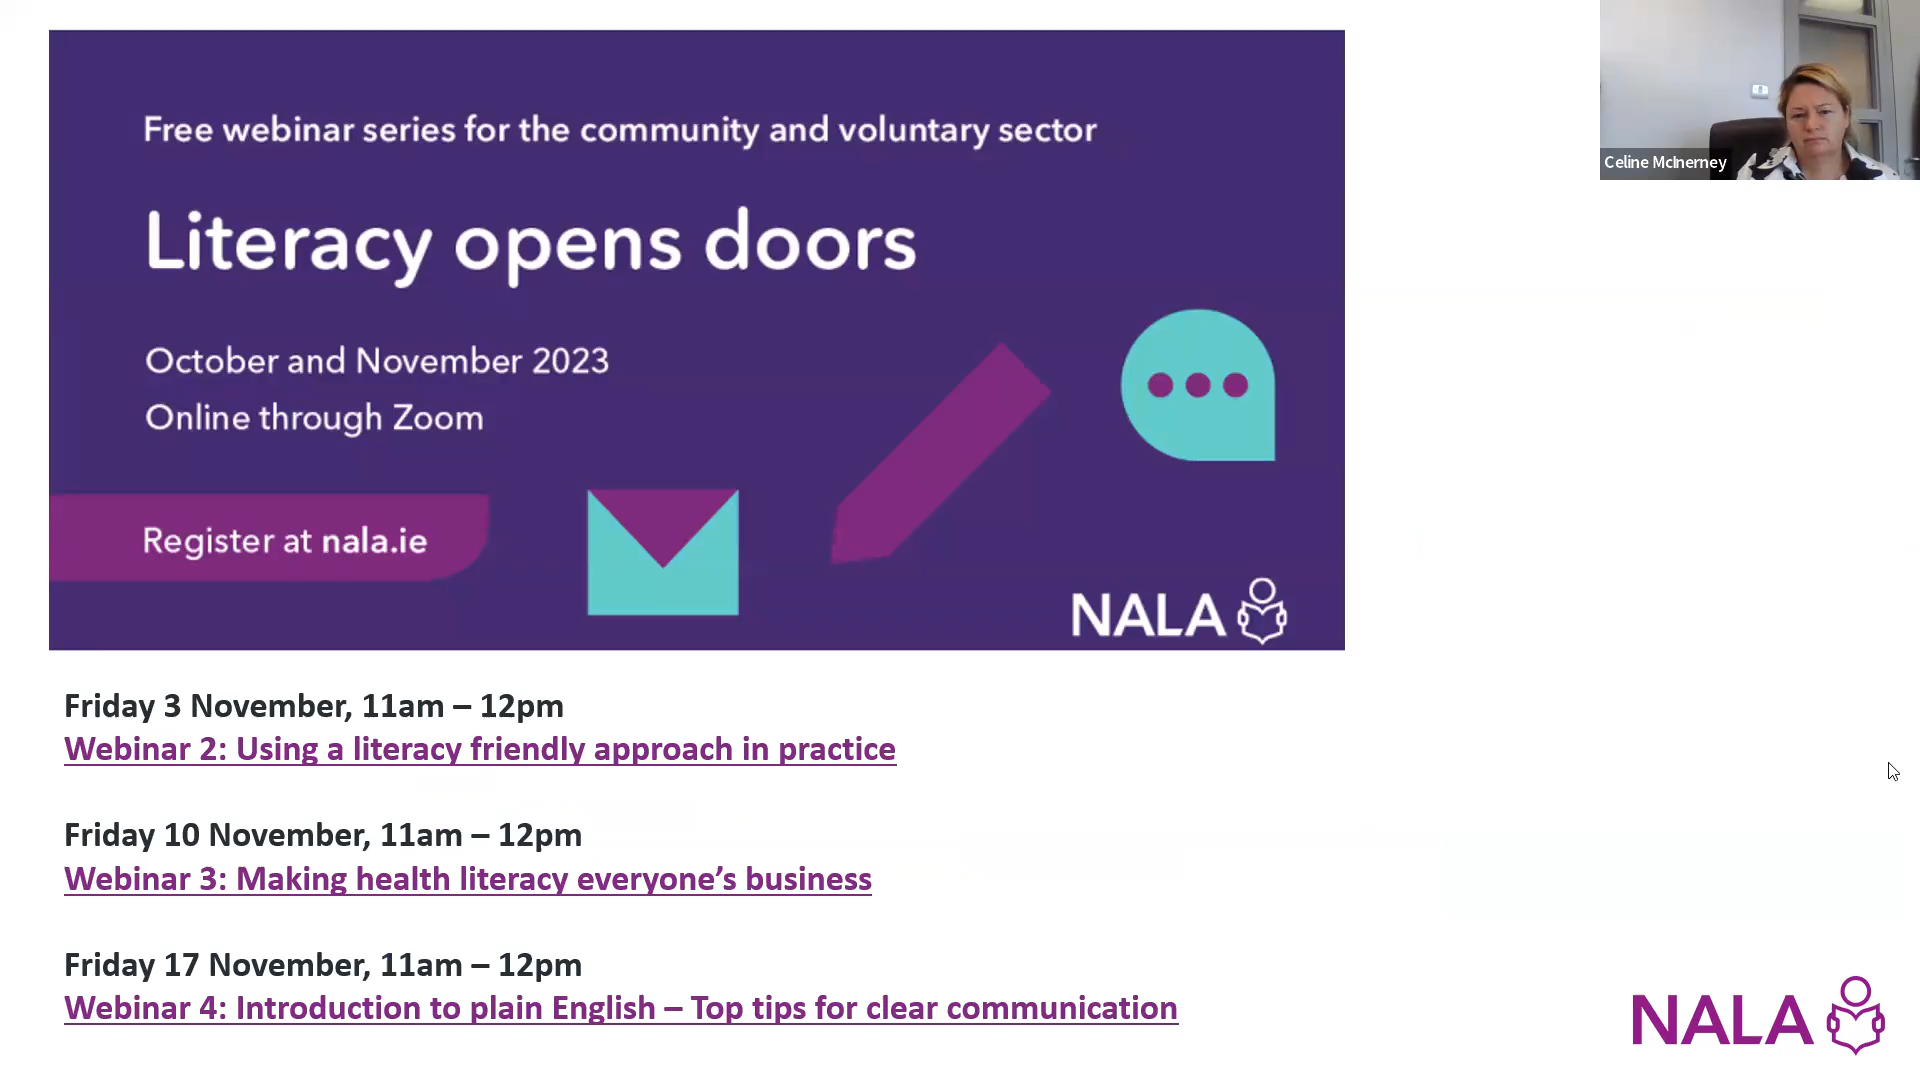 Free webinar series for the community and voluntary sector
Literacy opens doors
October and November 2023
Online through Zoom
Register at nala.ie
NALA
Celine McInerney
Friday 3 November, 11am – 12pm
Webinar 2: Using a literacy friendly approach in practice
Friday 10 November, 11am – 12pm
Webinar 3: Making health literacy everyone’s business
Friday 17 November, 11am – 12pm
Webinar 4: Introduction to plain English – Top tips for clear communication
NALA